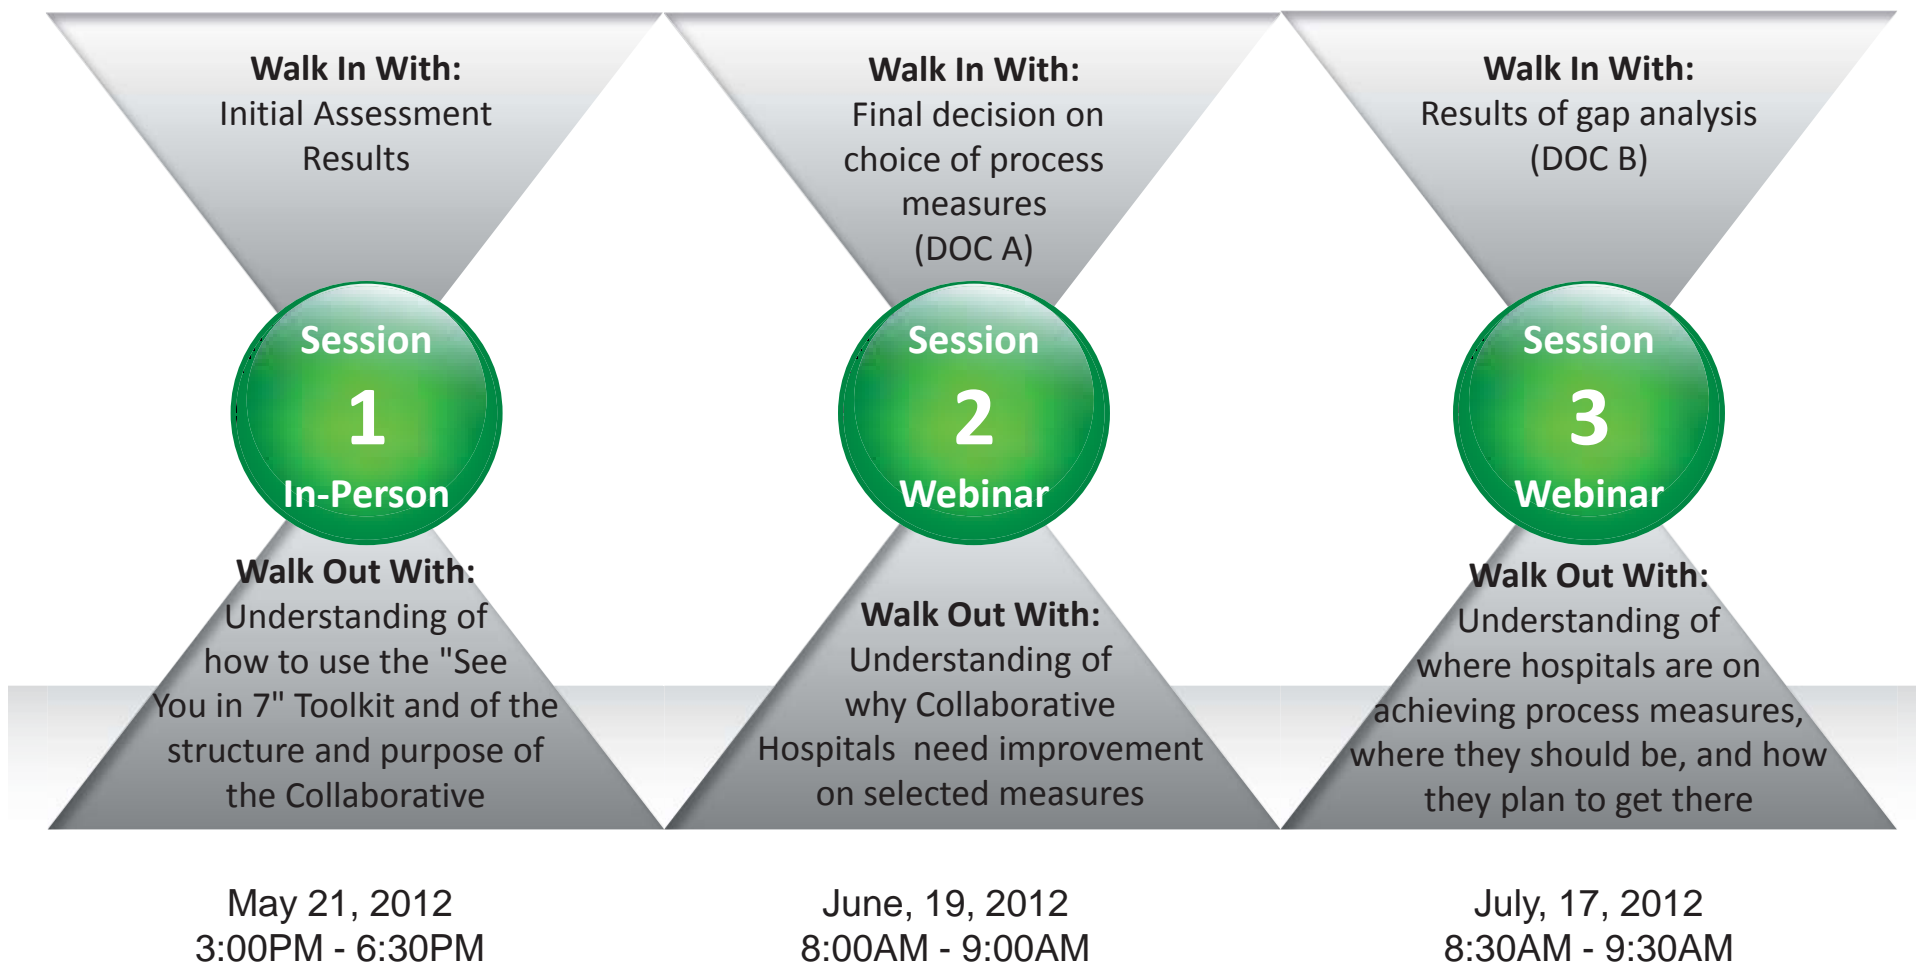 Walk In With:
Initial Assessment
Results
Session
1
In-Person
Walk Out With:
Understanding of
how to use the "See
You in 7" Toolkit and of the
structure and purpose of
the Collaborative
May 21, 2012
3:00PM - 6:30PM
Walk In With:
Final decision on
choice of process
measures
(DOC A)
Session
2
Webinar
Walk Out With:
Understanding of
why Collaborative
Hospitals  need improvement
on selected measures
June, 19, 2012
8:00AM - 9:00AM
Walk In With:
Results of gap analysis
(DOC B)
Session
3
Webinar
Walk Out With:
Understanding of
where hospitals are on
achieving process measures,
where they should be, and how
they plan to get there
July, 17, 2012
8:30AM - 9:30AM